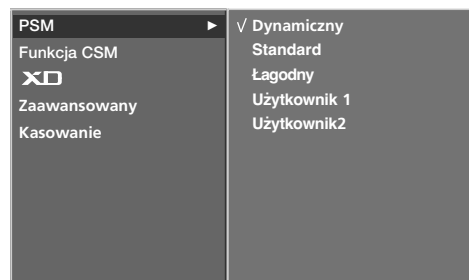 PSM ►
Funkcja CSM
XD
Zaawansowany
Kasowanie
√ Dynamiczny
Standard
Łagodny
Użytkownik 1
Użytkownik2